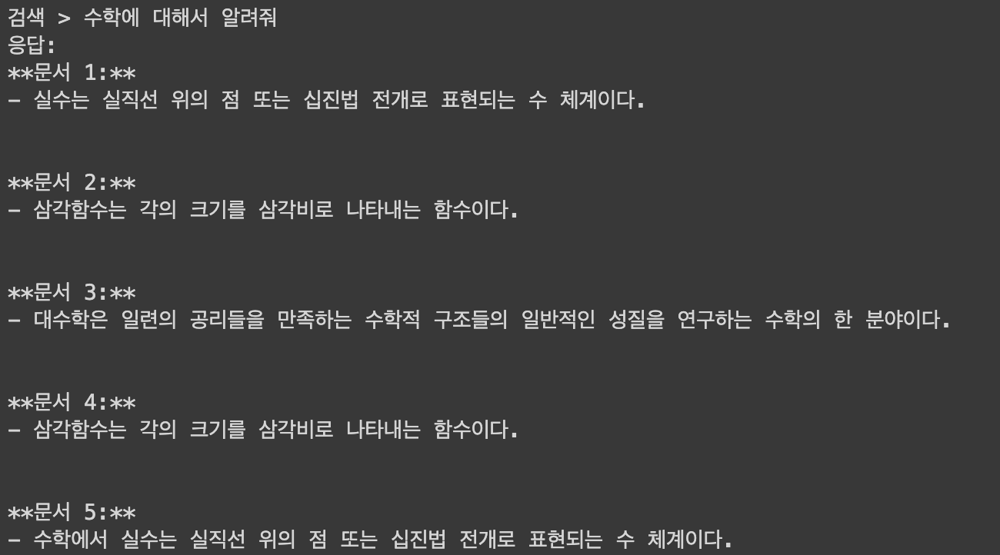 검색 > 수학에 대해서 알려줘
응답:
**문서 1:**
- 실수는 실직선 위의 점 또는 십진법 전개로 표현되는 수 체계이다.
**문서 2:**
- 삼각함수는 각의 크기를 삼각비로 나타내는 함수이다.
**문서 3:**
- 대수학은 일련의 공리들을 만족하는 수학적 구조들의 일반적인 성질을 연구하는 수학의 한 분야이다.
**문서 4:**
- 삼각함수는 각의 크기를 삼각비로 나타내는 함수이다.
**문서 5:**
- 수학에서 실수는 실직선 위의 점 또는 십진법 전개로 표현되는 수 체계이다.